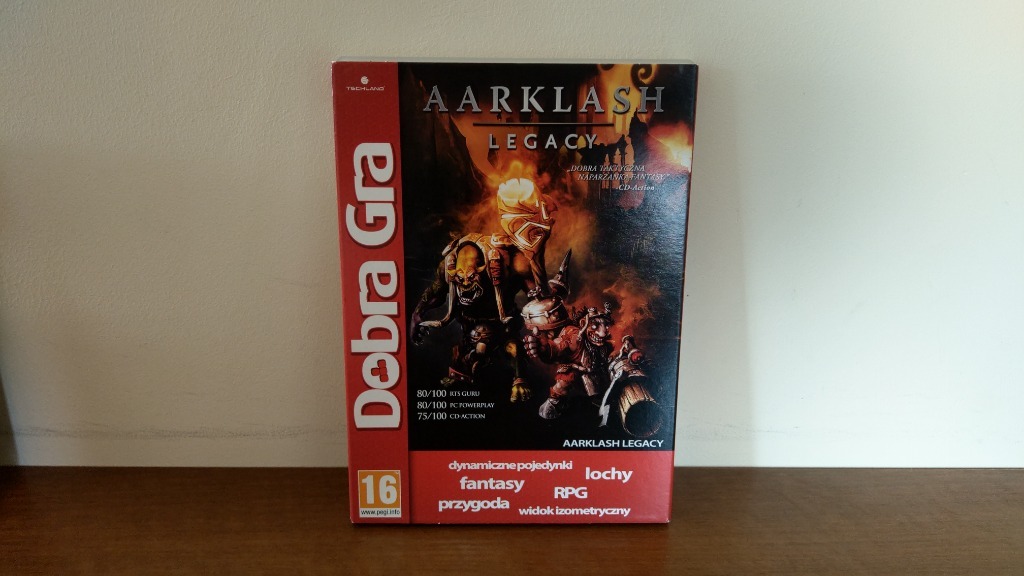 TECHLAND
Dobra Gra
AARKLASH
LEGACY
„DOBRA TAKTYCZNA
NAPARZANKA FANTASY”
-CD-Action
80/100 RTS GURU
80/100 PC POWERPLAY
75/100 CD-ACTION
AARKLASH LEGACY
dynamiczne pojedynki
lochy
fantasy
RPG
przygoda
widok izometryczny
16
www.pegi.info